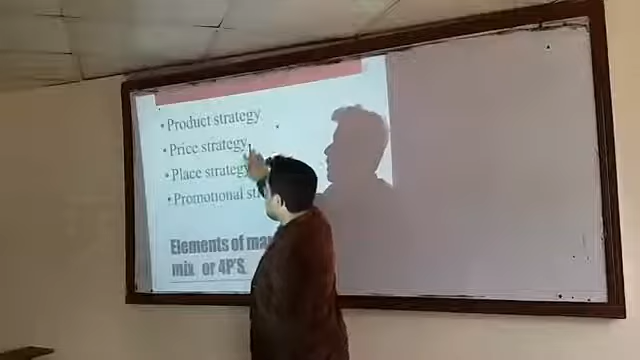 • Product strategy
• Price strategy
• Place strategy
• Promotional
Elements of
mix or 4P'S